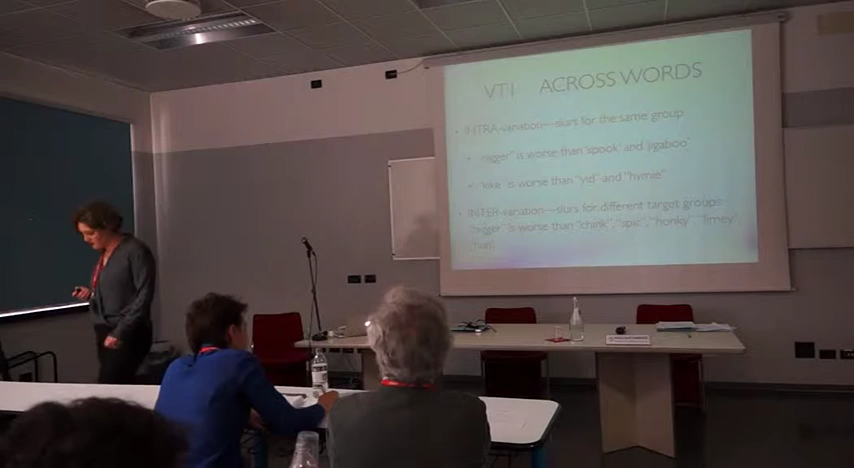 VTI ACROSS WORDS
INTRA-variation—slurs for the same group
"nigger" is worse than "spook" and "jigaboo"
"kike" is worse than "yid" and "hymie"
INTER-variation—slurs for different target groups
"nigger" is worse than "chink", "spic", "honky", "limey",